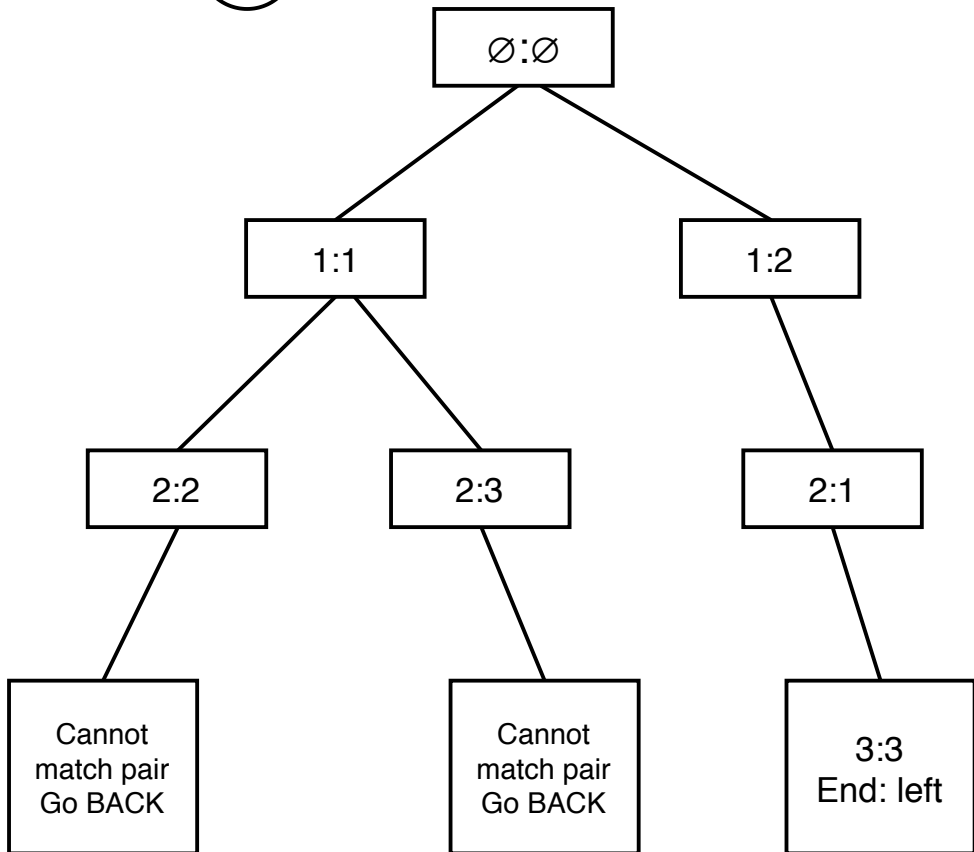 ∅:∅
1:1
1:2
2:2
2:3
2:1
Cannot
match pair
Go BACK
Cannot
match pair
Go BACK
3:3
End: left